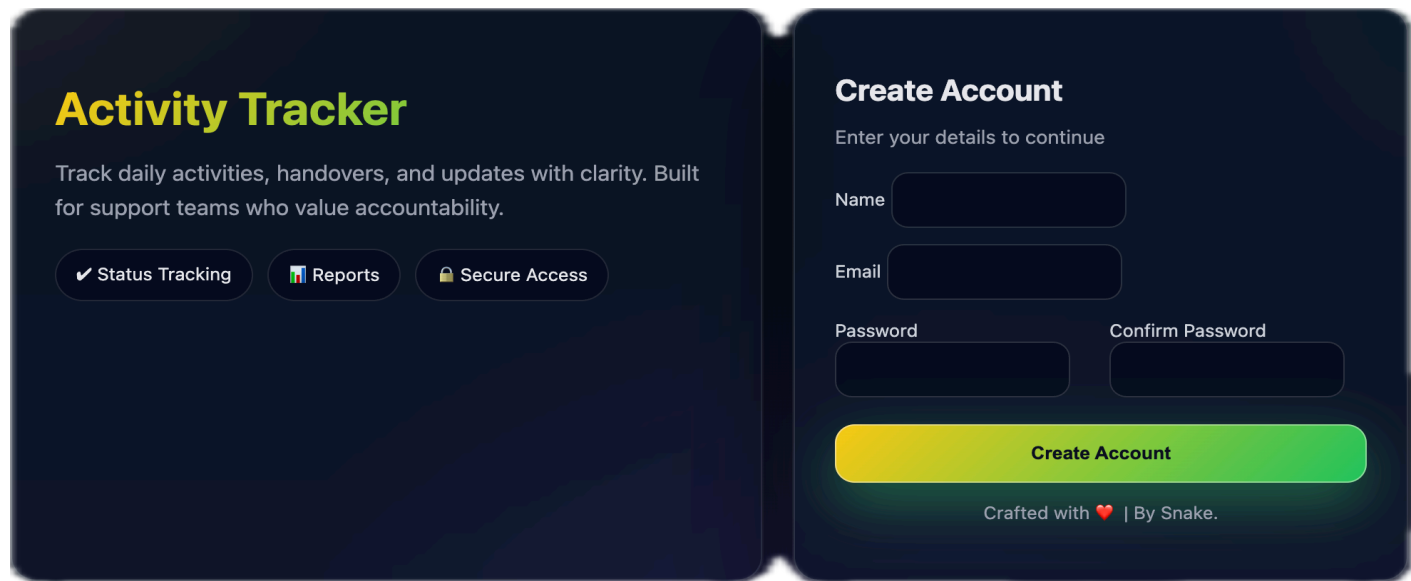 Activity Tracker
Track daily activities, handovers, and updates with clarity. Built
for support teams who value accountability.
✔ Status Tracking
📊 Reports
🔒 Secure Access
Create Account
Enter your details to continue
Name
Email
Password
Confirm Password
Create Account
Crafted with ❤️ | By Snake.